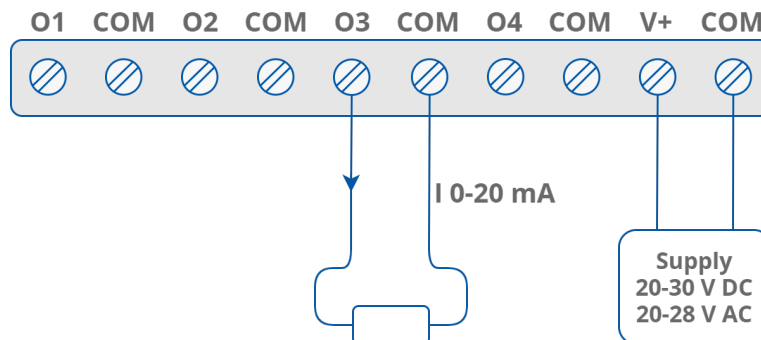 O1 COM O2 COM O3 COM O4 COM V+ COM
I 0-20 mA
Supply
20-30 V DC
20-28 V AC